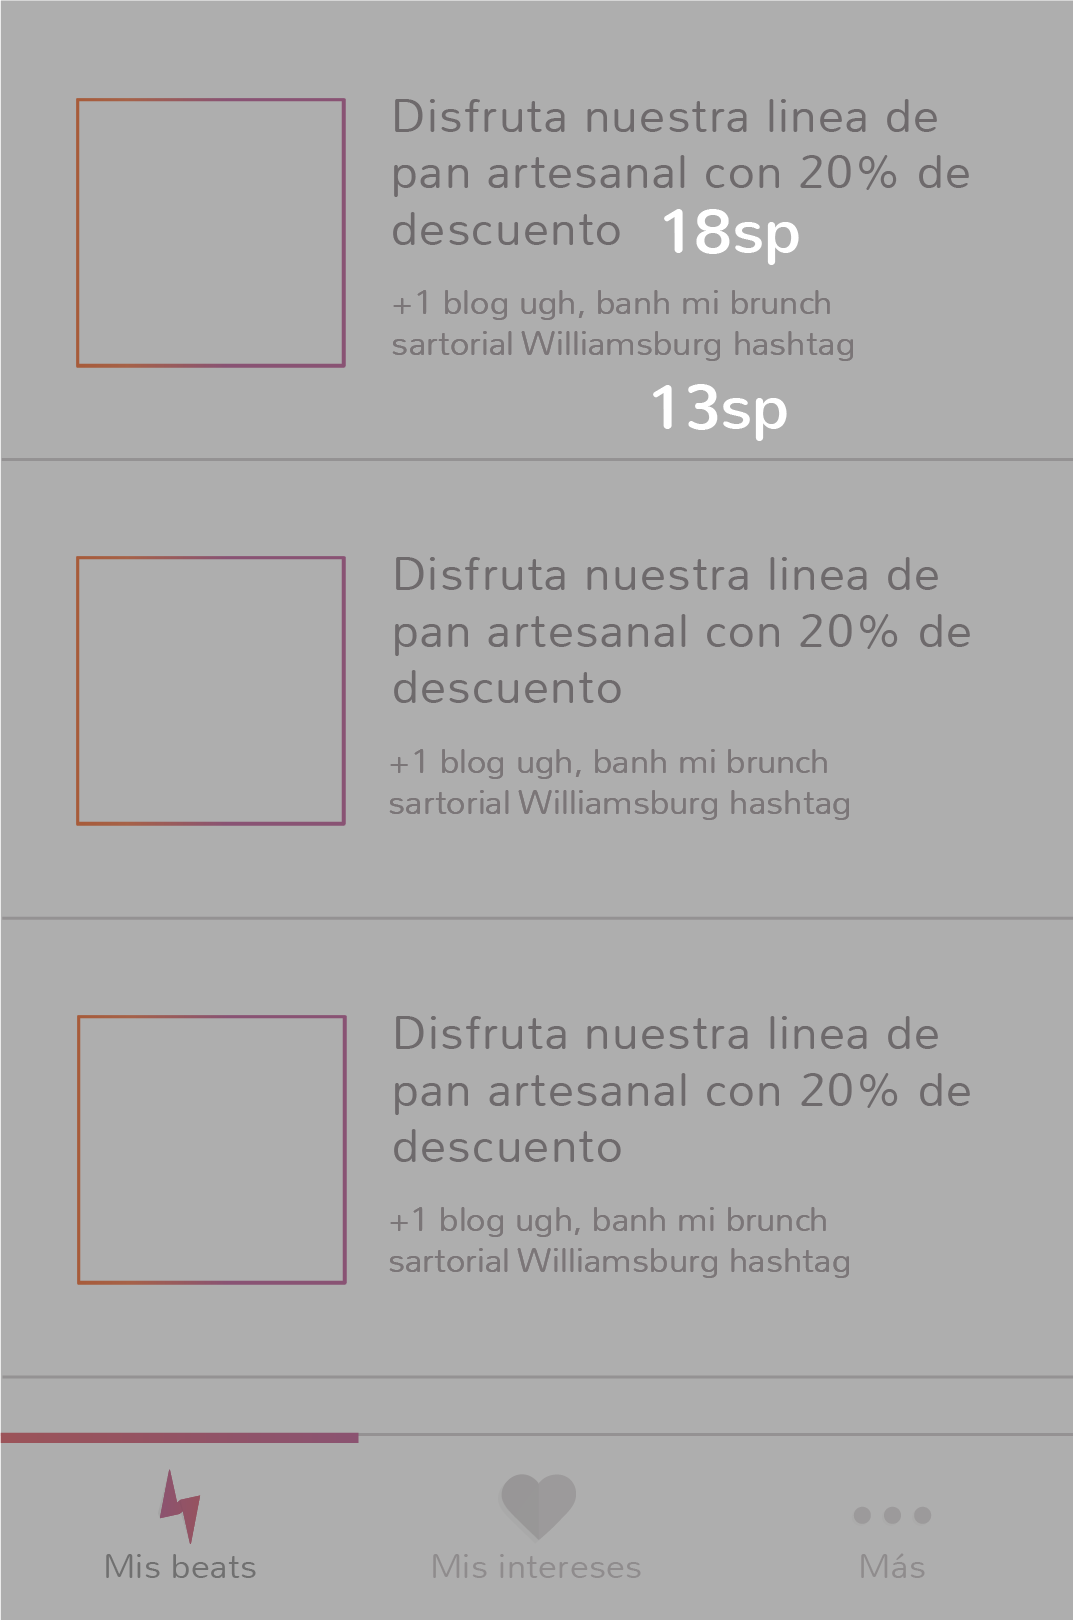 Disfruta nuestra linea de
pan artesanal con 20% de
descuento 18sp
+1 blog ugh, banh mi brunch
sartorial Williamsburg hashtag
13sp
Disfruta nuestra linea de
pan artesanal con 20% de
descuento
+1 blog ugh, banh mi brunch
sartorial Williamsburg hashtag
Disfruta nuestra linea de
pan artesanal con 20% de
descuento
+1 blog ugh, banh mi brunch
sartorial Williamsburg hashtag
Mis beats Mis intereses Más